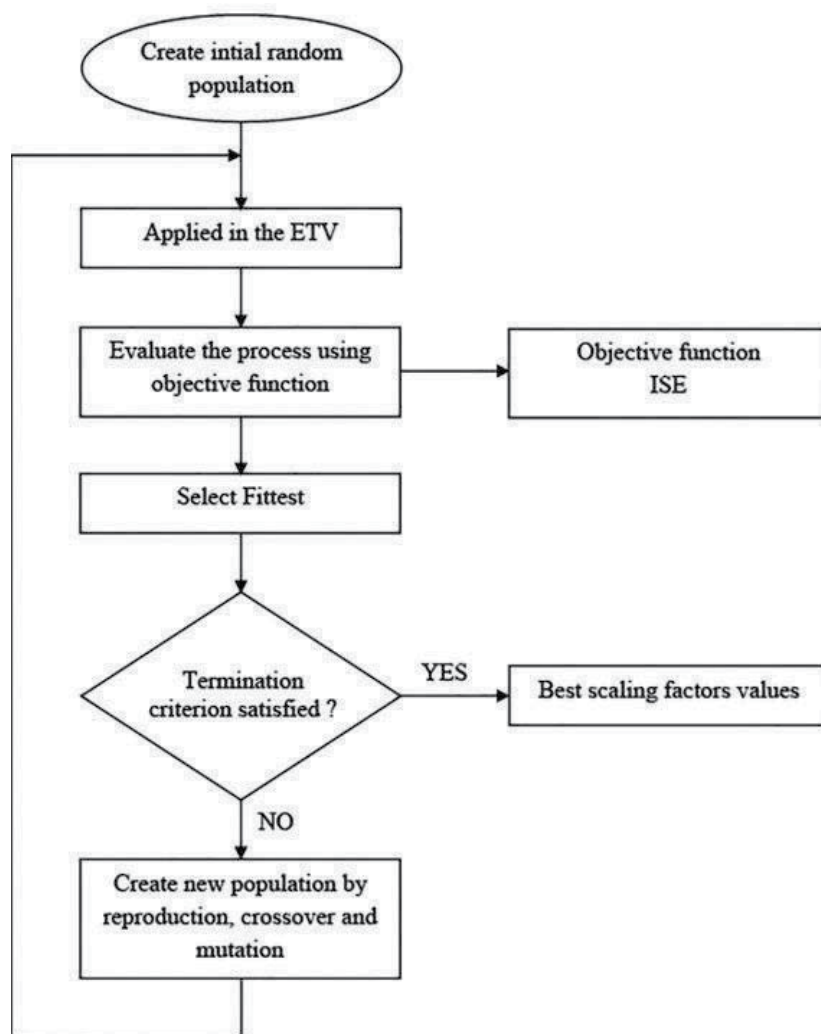 Create intial random
population
Applied in the ETV
Evaluate the process using
objective function
Objective function
ISE
Select Fittest
Termination
criterion satisfied ?
YES
Best scaling factors values
NO
Create new population by
reproduction, crossover and
mutation